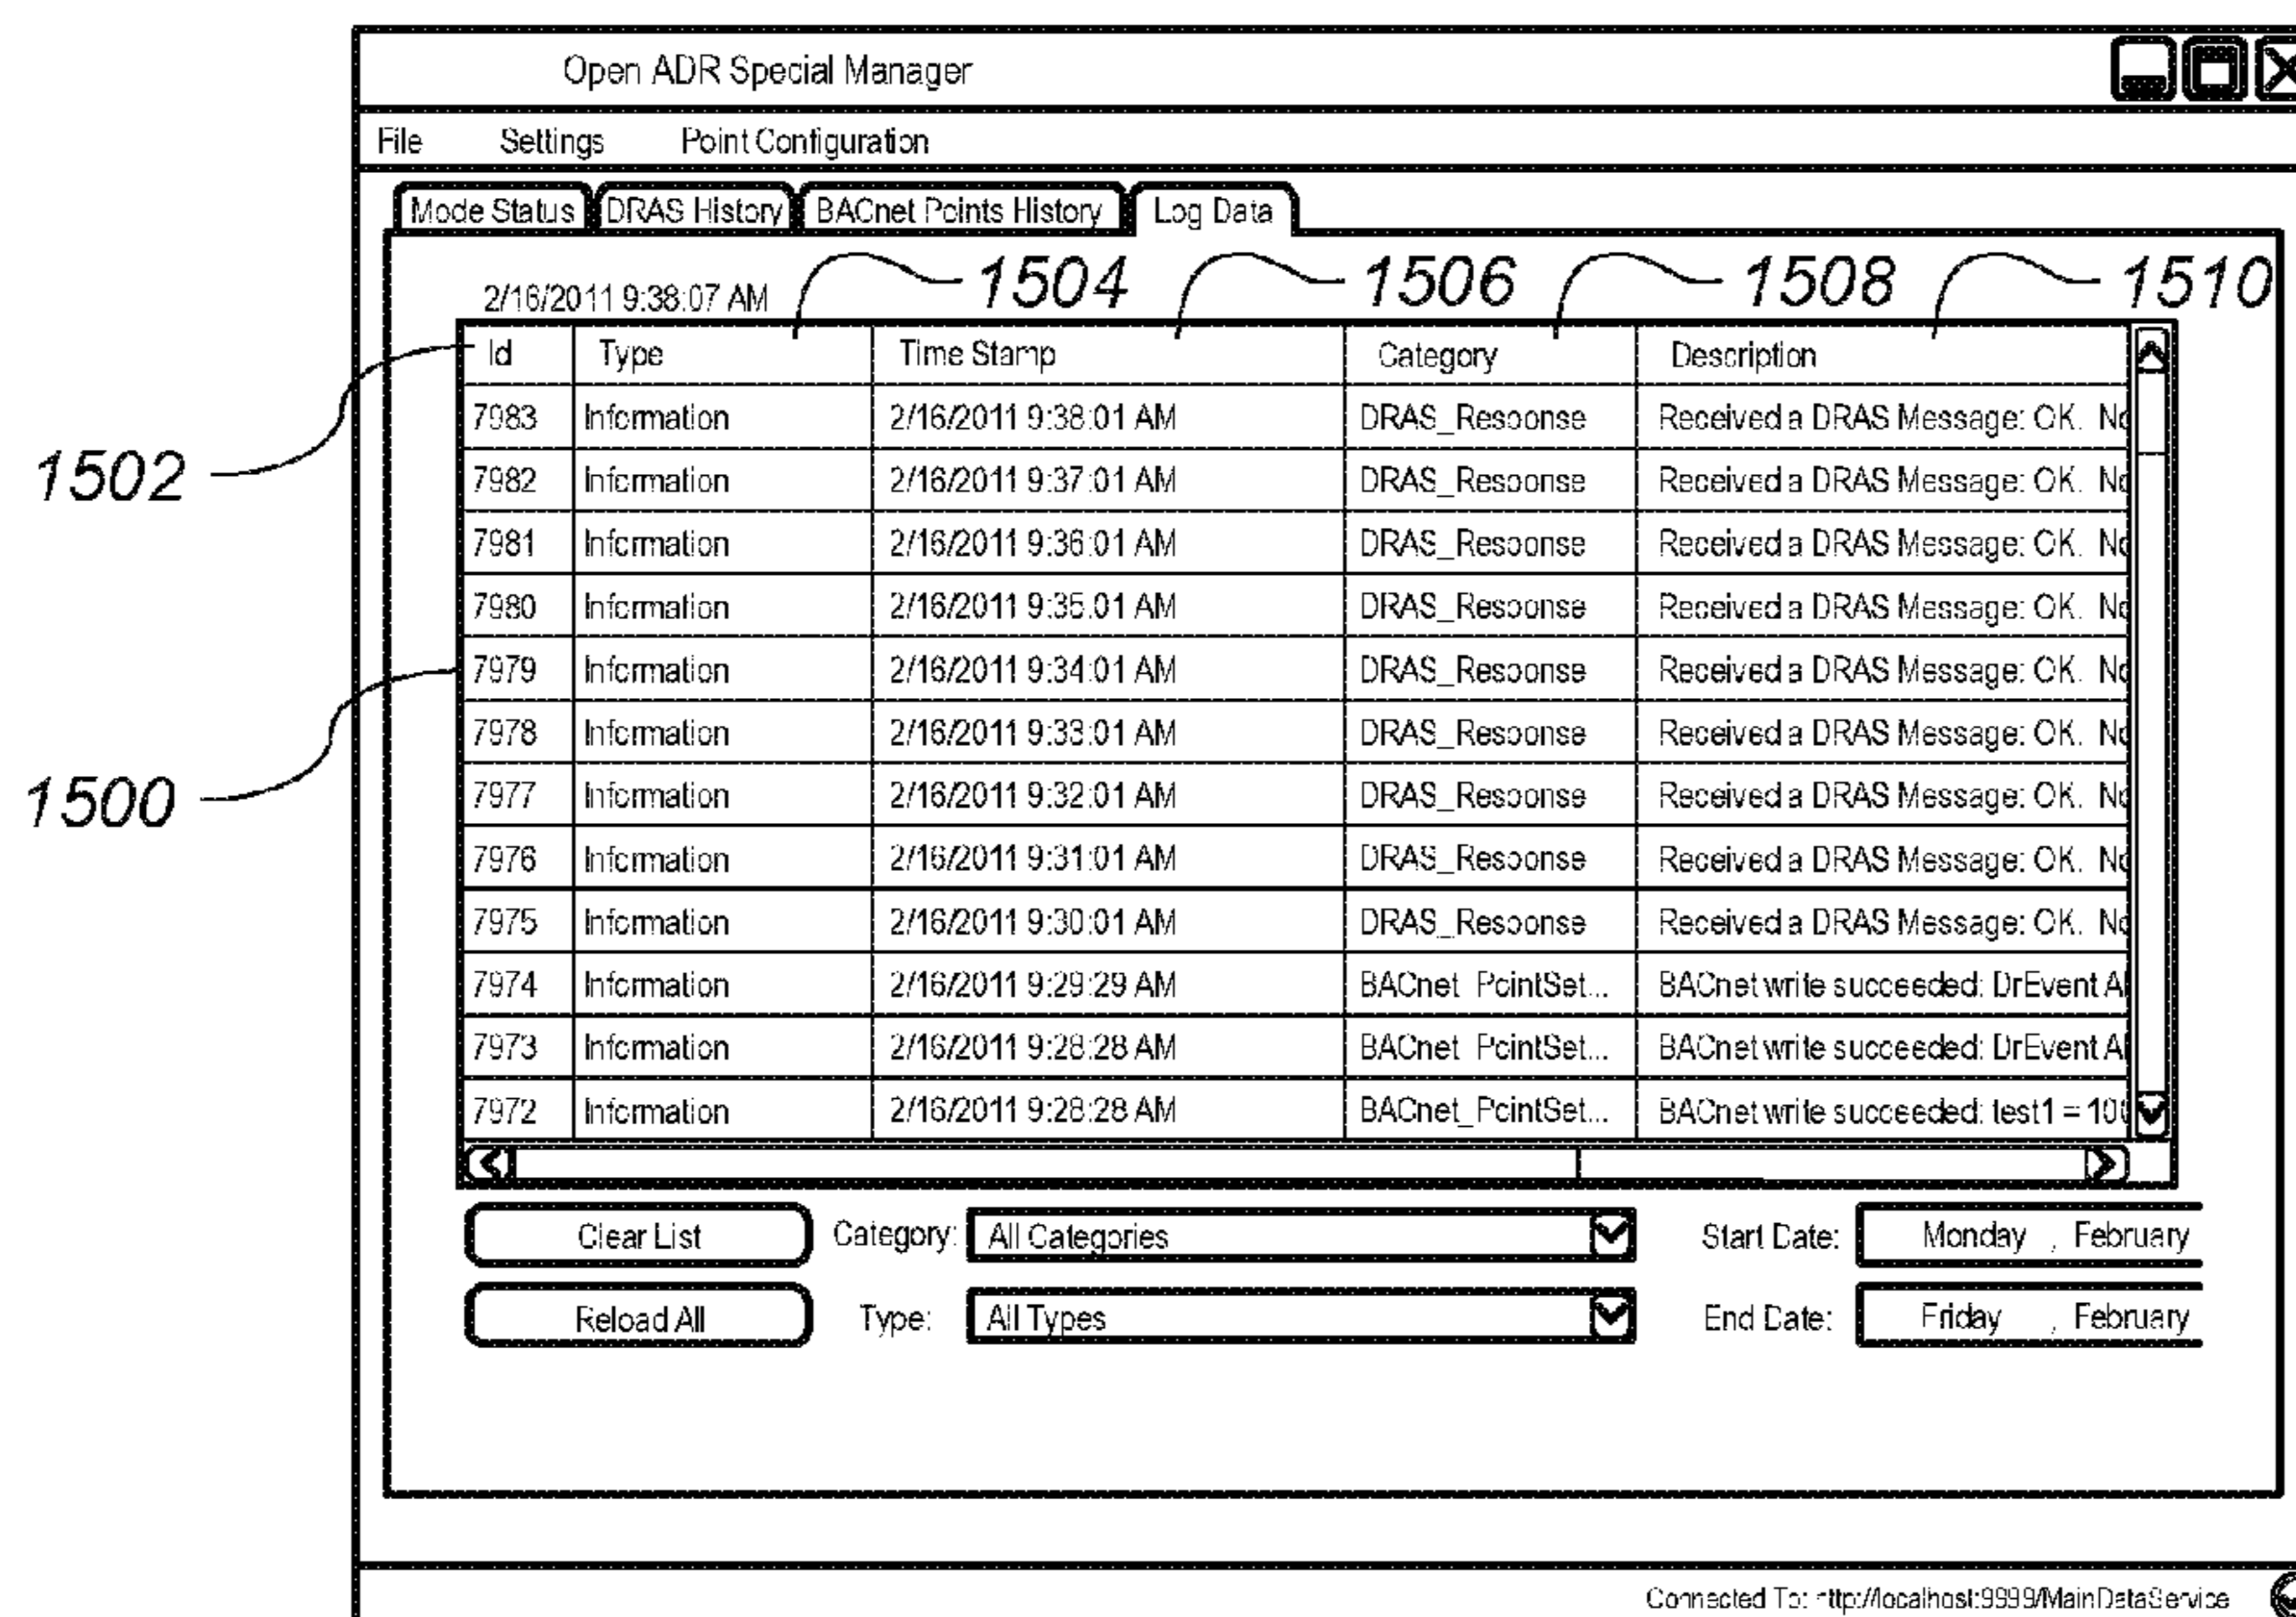 Open ADR Special Manager
File Settings Point Configuration
Mode Status DRAS History BACnet Points History Log Data
2/16/2011 9:38:07 AM 1504 1506 1508 1510
1502
1500
Id Type Time Stamp Category Description
7983 Information 2/16/2011 9:38:01 AM DRAS_Response Received a DRAS Message: OK. No
7982 Information 2/16/2011 9:37:01 AM DRAS_Response Received a DRAS Message: OK. No
7981 Information 2/16/2011 9:36:01 AM DRAS_Response Received a DRAS Message: OK. No
7980 Information 2/16/2011 9:35:01 AM DRAS_Response Received a DRAS Message: OK. No
7979 Information 2/16/2011 9:34:01 AM DRAS_Response Received a DRAS Message: OK. No
7978 Information 2/16/2011 9:33:01 AM DRAS_Response Received a DRAS Message: OK. No
7977 Information 2/16/2011 9:32:01 AM DRAS_Response Received a DRAS Message: OK. No
7976 Information 2/16/2011 9:31:01 AM DRAS_Response Received a DRAS Message: OK. No
7975 Information 2/16/2011 9:30:01 AM DRAS_Response Received a DRAS Message: OK. No
7974 Information 2/16/2011 9:29:29 AM BACnet_PointSet... BACnet write succeeded: DrEvent
7973 Information 2/16/2011 9:28:28 AM BACnet_PointSet... BACnet write succeeded: DrEvent
7972 Information 2/16/2011 9:28:28 AM BACnet_PointSet... BACnet write succeeded: test1 =
Clear List Category: All Categories Start Date: Monday , February
Reload All Type: All Types End Date: Friday , February
Connected To: http://localhost:9999/MainDataService